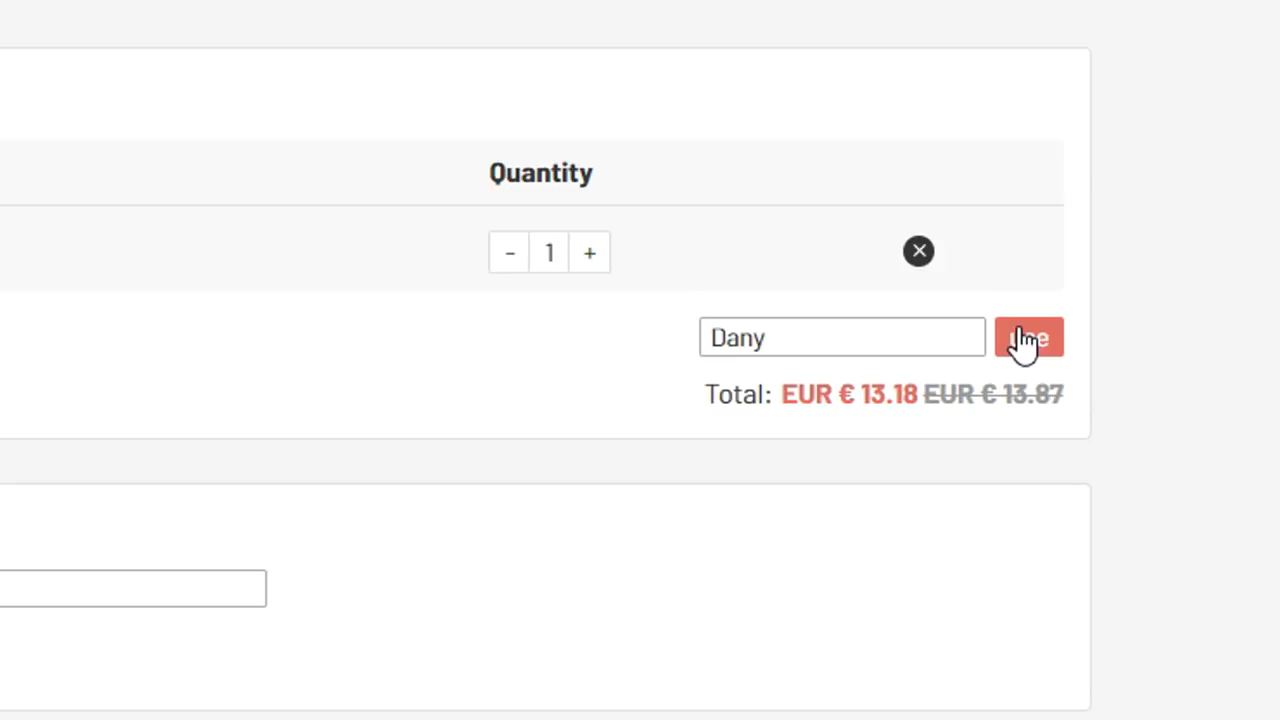 Quantity
- 1 +
Dany
Total: EUR € 13.18 EUR € 13.87